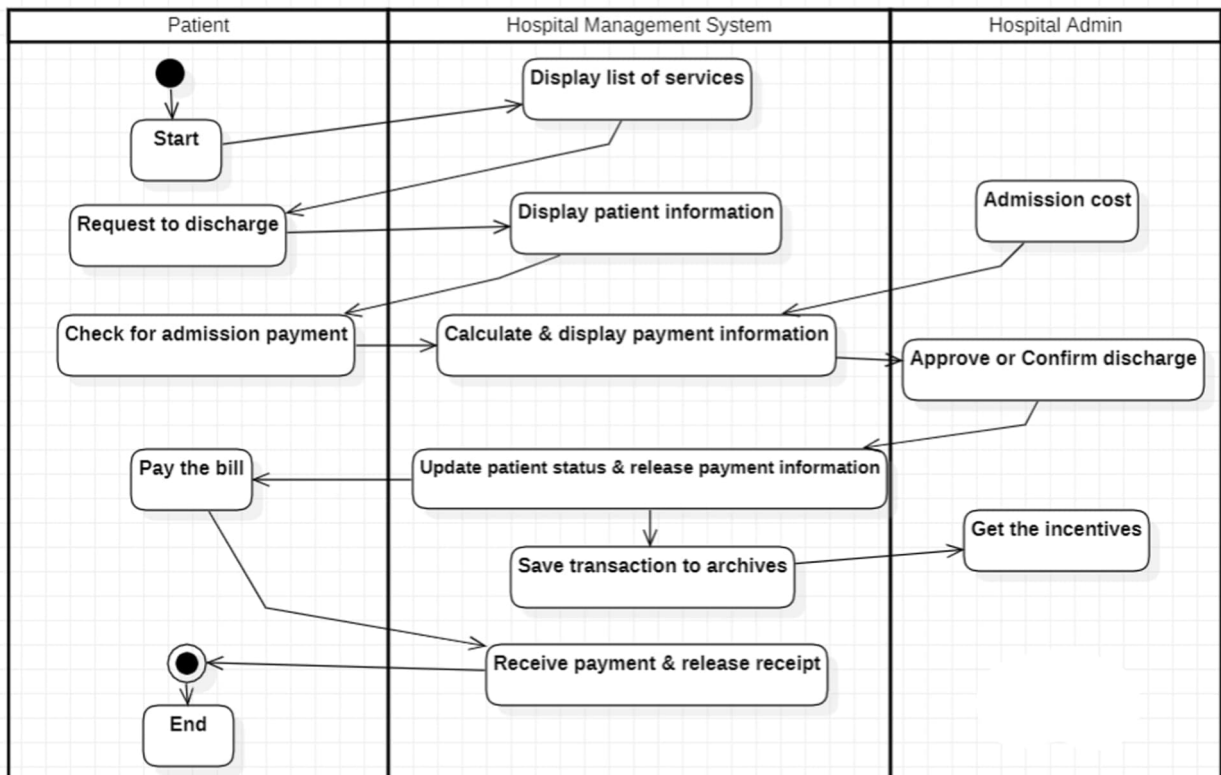 Patient
Hospital Management System
Hospital Admin
Display list of services
Start
Admission cost
Request to discharge
Display patient information
Check for admission payment
Calculate & display payment information
Approve or Confirm discharge
Pay the bill
Update patient status & release payment information
Get the incentives
Save transaction to archives
Receive payment & release receipt
End